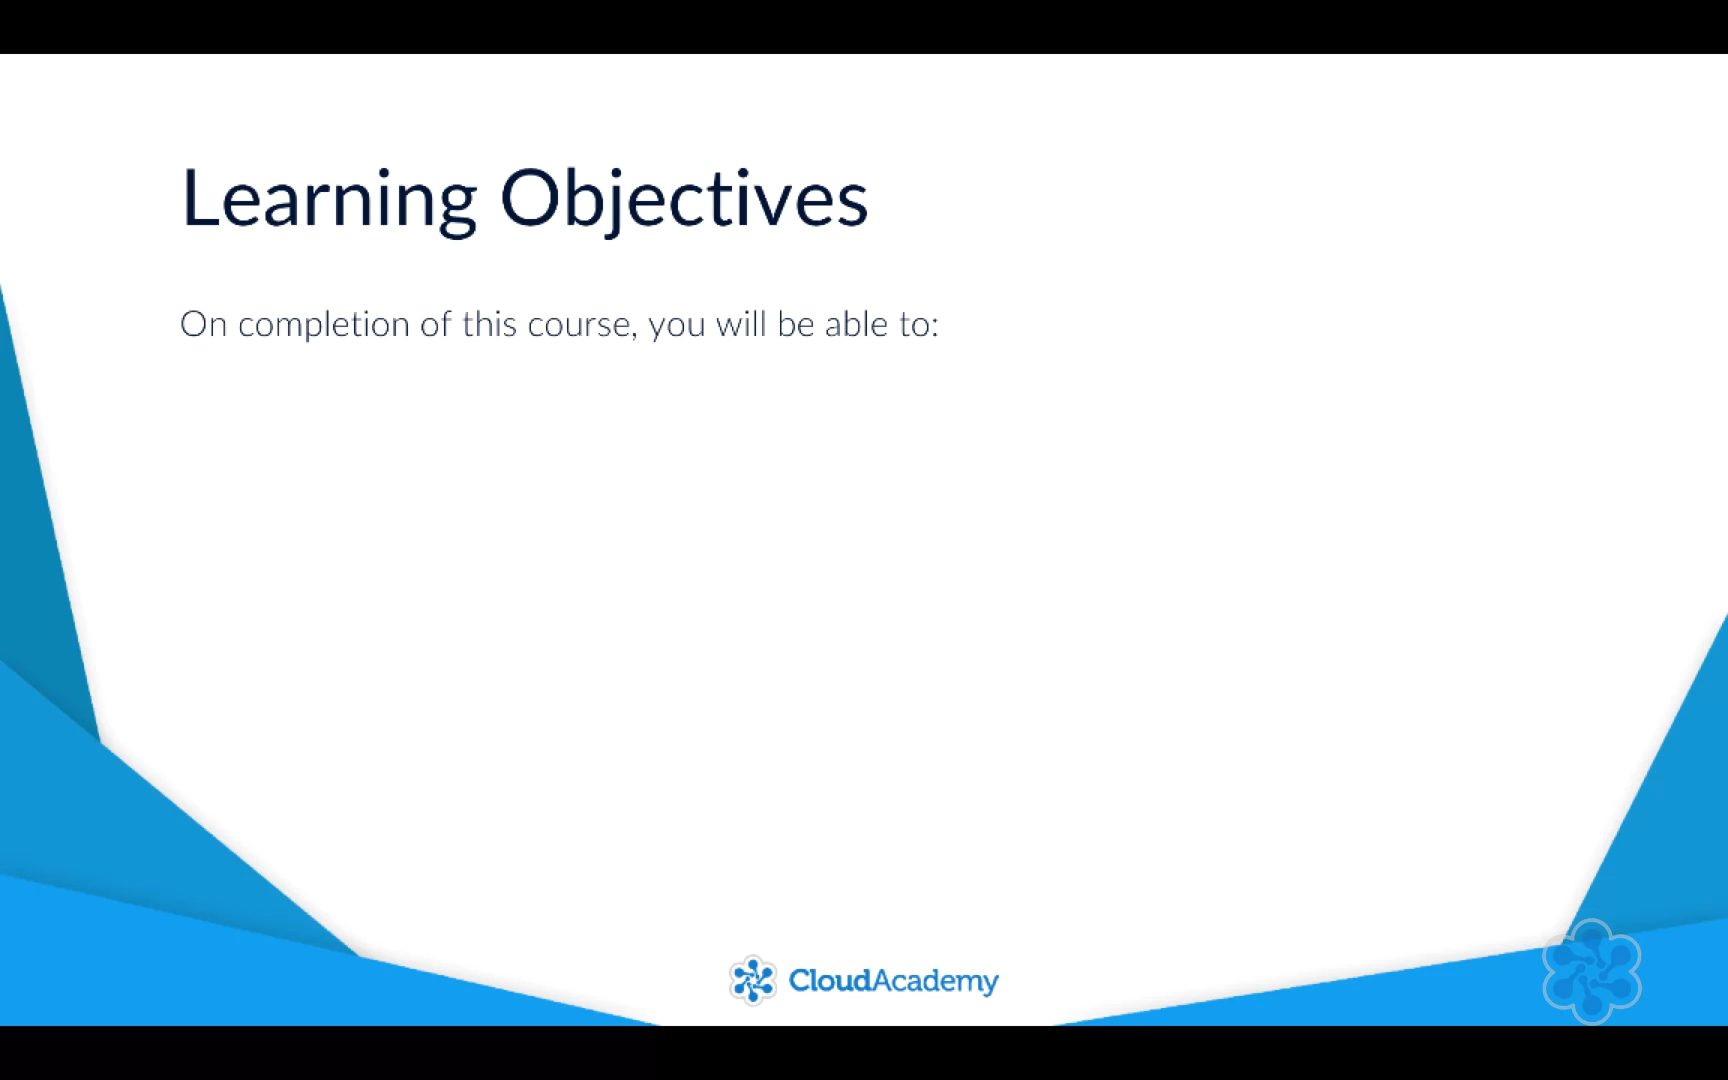 Learning Objectives
On completion of this course, you will be able to:
CloudAcademy